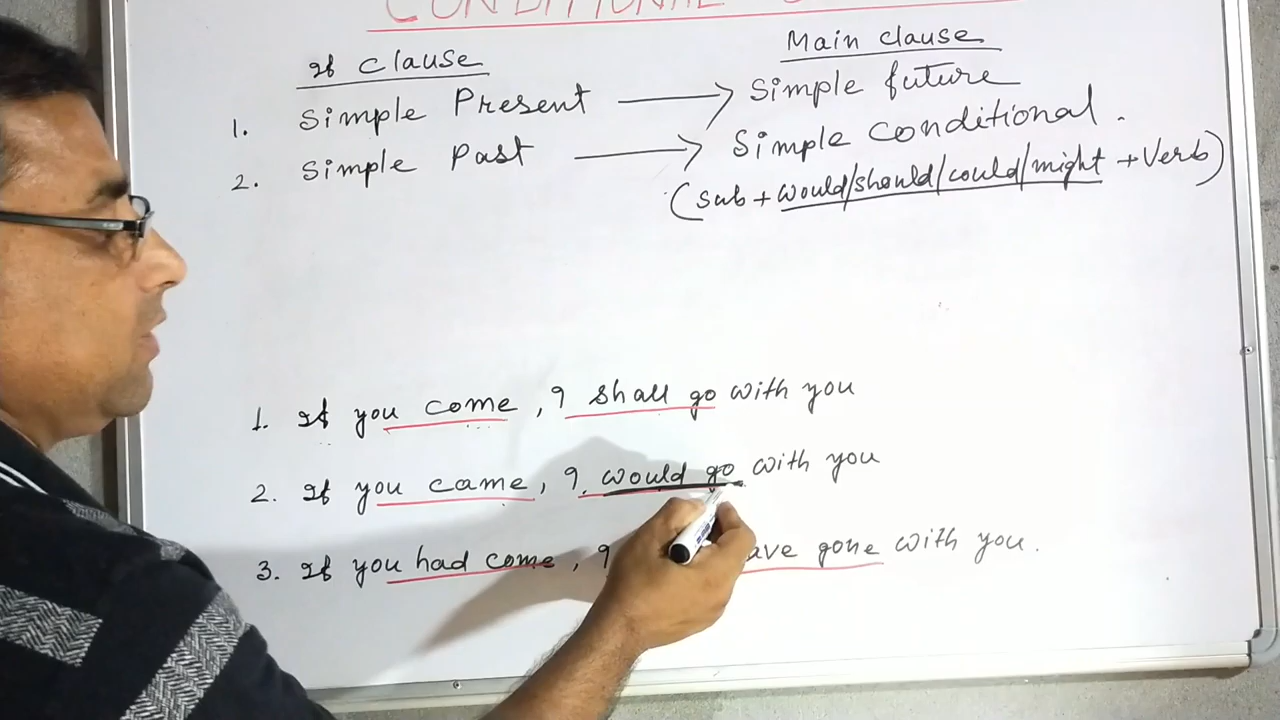 CONDITIONAL
If clause
Main clause
1. Simple Present → Simple future
2. Simple Past → Simple Conditional.
(sub + would/should/could/might + Verb)
1. If you come, I shall go with you
2. If you came, I would go with you
3. If you had come, I ave gone with you.